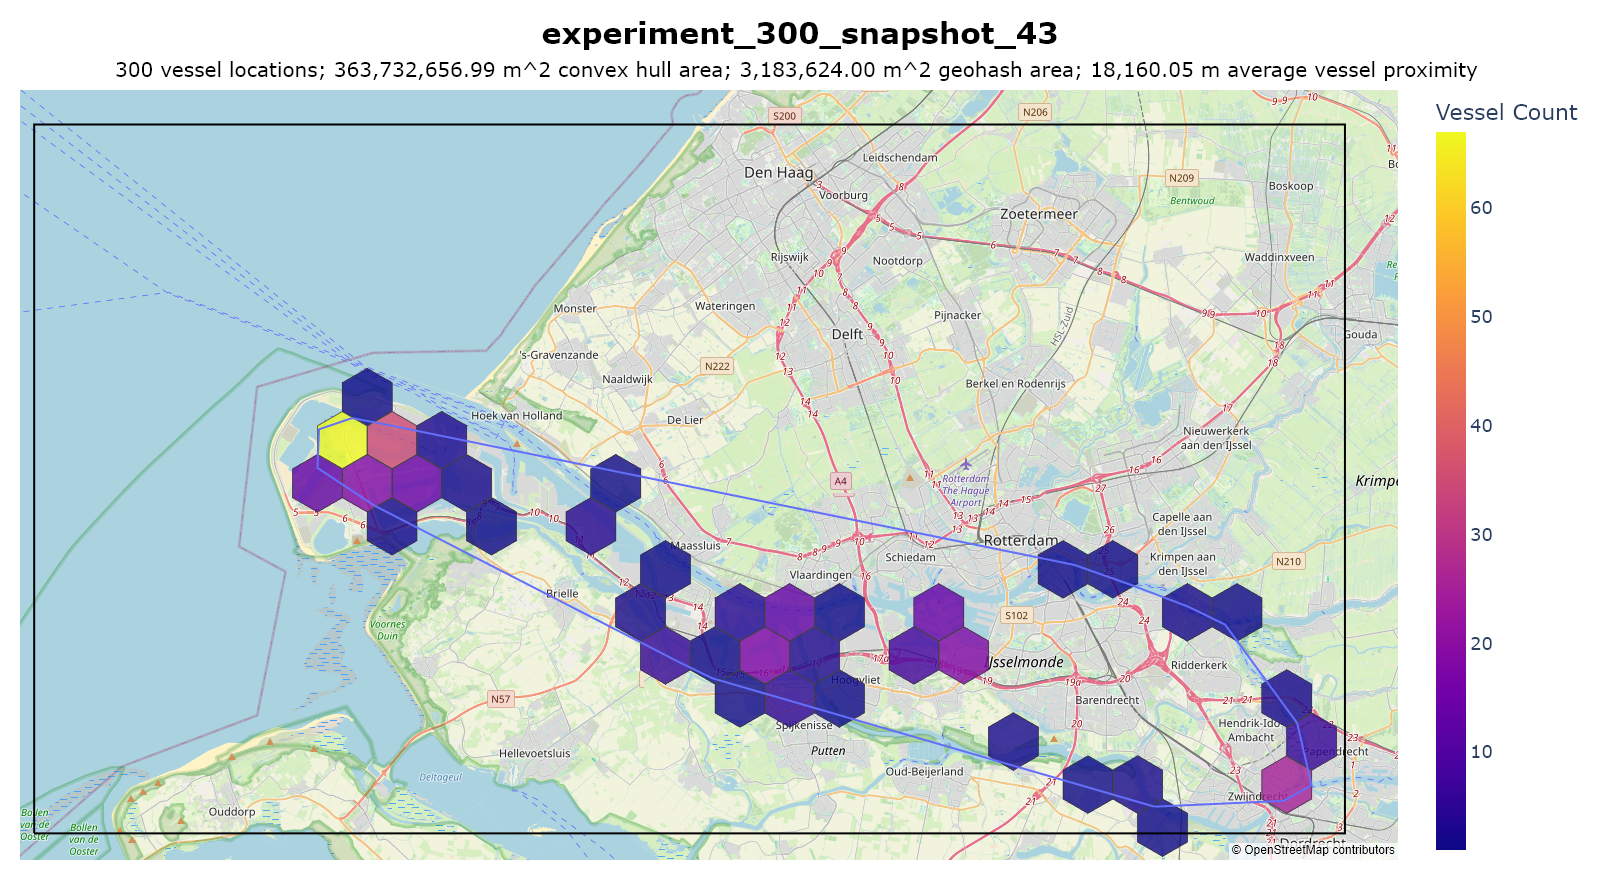 experiment_300_snapshot_43
300 vessel locations; 363,732,656.99 m^2 convex hull area; 3,183,624.00 m^2 geohash area; 18,160.05 m average vessel proximity
Vessel Count
60
50
40
30
20
10
S200
N206
Leidschendam
Den Haag
N209
Boskoop
Voorburg
Bentwoud
Zoetermeer
Rijswijk
Nootdorp
Waddinxveen
Monster
Wateringen
Pijnacker
HSL-Zuid
Delft
Gouda
's-Gravenzande
N222
Naaldwijk
Berkel en Rodenrijs
Hoek van Holland
De Lier
Nieuwerkerk
aan den IJssel
A4
Rotterdam
The Hague
Airport
Krimpe
Capelle aan
den IJssel
Maassluis
Rotterdam
Schiedam
Krimpen aan
den IJssel
N210
Vlaardingen
Brielle
S102
Voornes
Duin
IJsselmonde
Ridderkerk
Hoogvliet
N57
Barendrecht
Spijkenisse
Hendrik-Ido-
Ambacht
Hellevoetsluis
Putten
Papendrecht
Oud-Beijerland
Deltageul
Zwijndrecht
Ouddorp
Bollen
van de
Ooster
Bollen
van de
Ooster
Dordrecht
© OpenStreetMap contributors